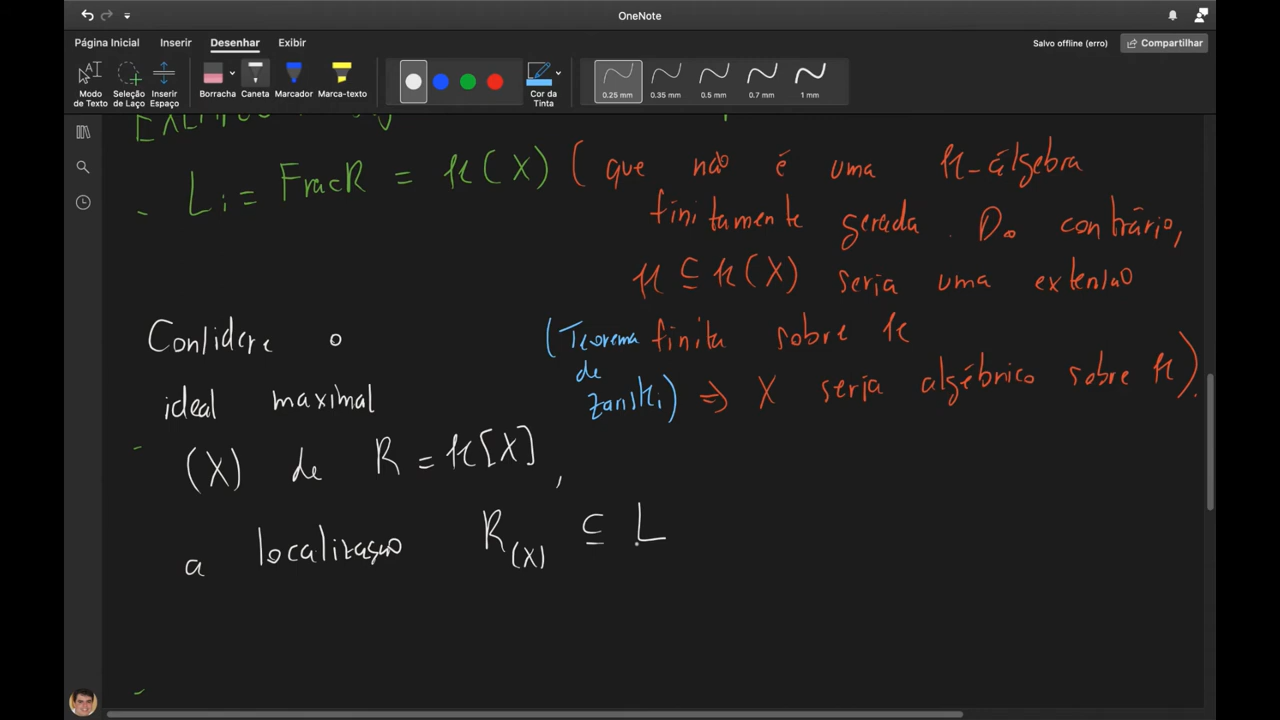 OneNote
Página Inicial Inserir Desenhar Exibir
Salvo offline (erro) Compartilhar
Modo de Texto
Seleção de Laço
Inserir Espaço
Borracha
Caneta
Marcador
Marca-texto
Cor da Tinta
0.25 mm 0.35 mm 0.5 mm 0.7 mm 1 mm
L := FracR = K(X) (que não é uma K-álgebra
finitamente gerada. Do contrário,
K ⊆ K(X) seria uma extensão
(Teorema de Zariski) finita sobre K
⇒ X seria algébrico sobre K).
Considere o
ideal maximal
(X) de R = K[X],
a localização R(X) ⊆ L